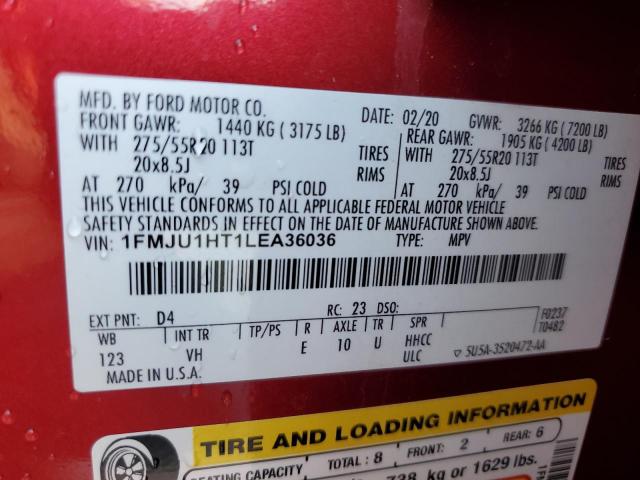 MFD. BY FORD MOTOR CO.
DATE: 02/20 GVWR: 3266 KG ( 7200 LB)
FRONT GAWR: 1440 KG ( 3175 LB)
REAR GAWR: 1905 KG ( 4200 LB)
WITH 275/55R20 113T TIRES 275/55R20 113T
20x8.5J RIMS 20x8.5J
AT 270 kPa/ 39 PSI COLD AT 270 kPa/ 39 PSI COLD
THIS VEHICLE CONFORMS TO ALL APPLICABLE FEDERAL MOTOR VEHICLE
SAFETY STANDARDS IN EFFECT ON THE DATE OF MANUFACTURE SHOWN ABOVE.
VIN: 1FMJU1HT1LEA36036 TYPE: MPV
F0237
T0482
EXT PNT: D4 RC: 23 DSO:
WB INT TR TP/PS R AXLE TR SPR
123 VH E 10 U HHCC
ULC
MADE IN U.S.A. 5U5A-3520472-AA
TIRE AND LOADING INFORMATION
SEATING CAPACITY TOTAL : 8 FRONT: 2 REAR: 6
738 kg or 1629 lbs.